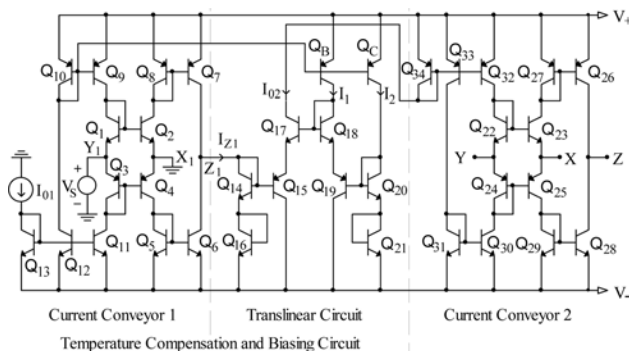 V+
Q10 Q9 Q8 Q7 QB QC Q34 Q33 Q32 Q27 Q26
I02 I1 I2
Q1 Q2 Q17 Q18 Q22 Q23
Y1 X1 IZ1 Z1 Y X Z
I01 + VS − Q3 Q4 Q14 Q15 Q19 Q20 Q24 Q25
Q13 Q12 Q11 Q5 Q6 Q16 Q21 Q31 Q30 Q29 Q28
V-
Current Conveyor 1 Translinear Circuit Current Conveyor 2
Temperature Compensation and Biasing Circuit